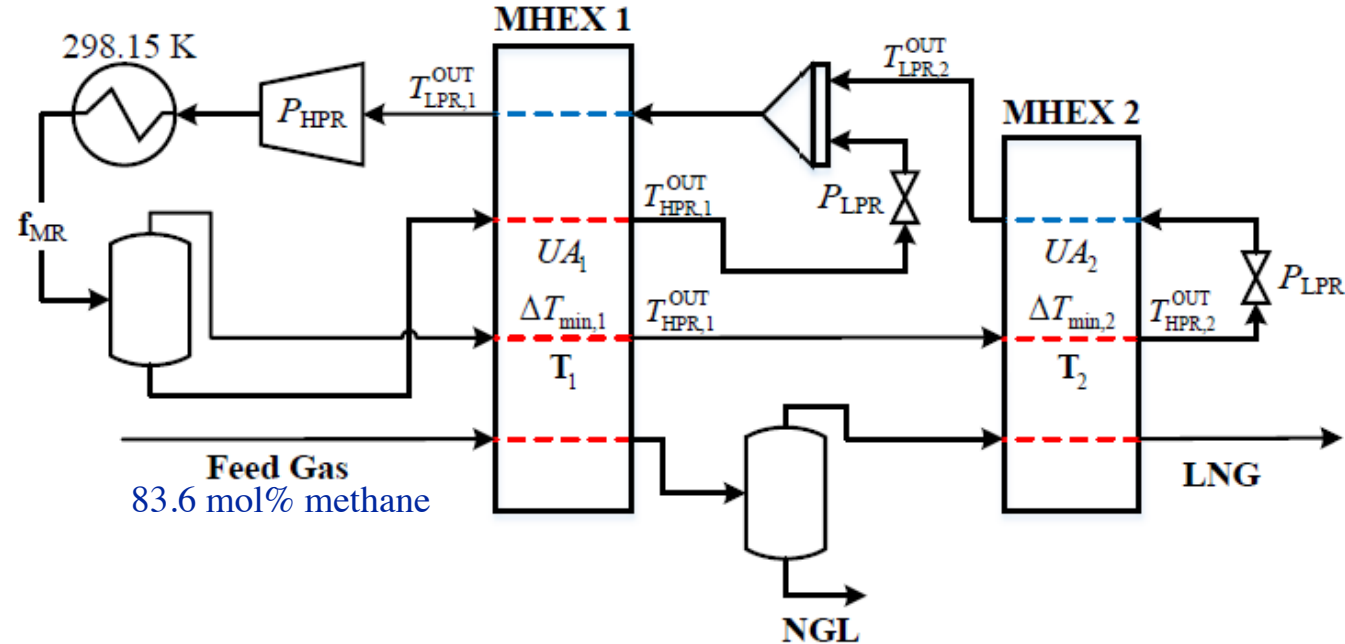 MHEX 1
298.15 K
P_HPR
T_LPR,1^OUT
T_LPR,2^OUT
MHEX 2
f_MR
T_HPR,1^OUT
P_LPR
UA_1
UA_2
P_LPR
ΔT_min,1
T_HPR,1^OUT
ΔT_min,2
T_HPR,2^OUT
T_1
T_2
Feed Gas
83.6 mol% methane
LNG
NGL